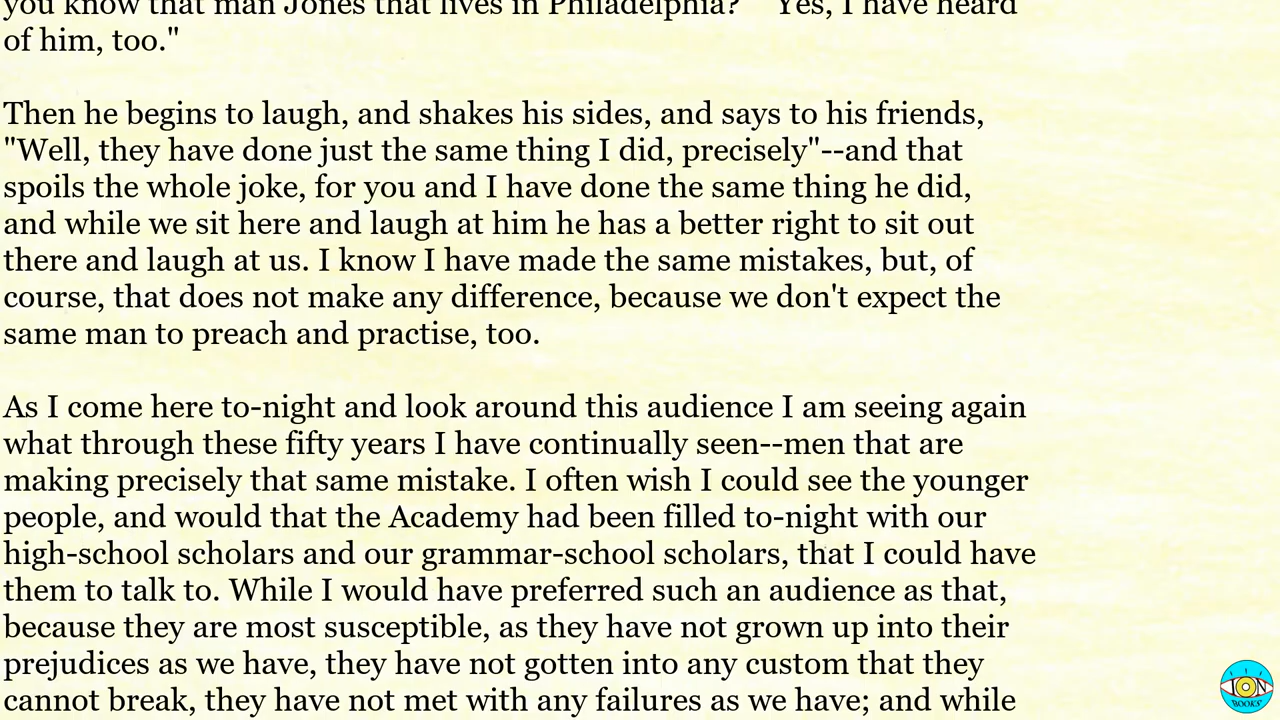 you know that man Jones that lives in Philadelphia?" "Yes, I have heard
of him, too."
Then he begins to laugh, and shakes his sides, and says to his friends,
"Well, they have done just the same thing I did, precisely"--and that
spoils the whole joke, for you and I have done the same thing he did,
and while we sit here and laugh at him he has a better right to sit out
there and laugh at us. I know I have made the same mistakes, but, of
course, that does not make any difference, because we don't expect the
same man to preach and practise, too.
As I come here to-night and look around this audience I am seeing again
what through these fifty years I have continually seen--men that are
making precisely that same mistake. I often wish I could see the younger
people, and would that the Academy had been filled to-night with our
high-school scholars and our grammar-school scholars, that I could have
them to talk to. While I would have preferred such an audience as that,
because they are most susceptible, as they have not grown up into their
prejudices as we have, they have not gotten into any custom that they
cannot break, they have not met with any failures as we have; and while
ION
BOOKS